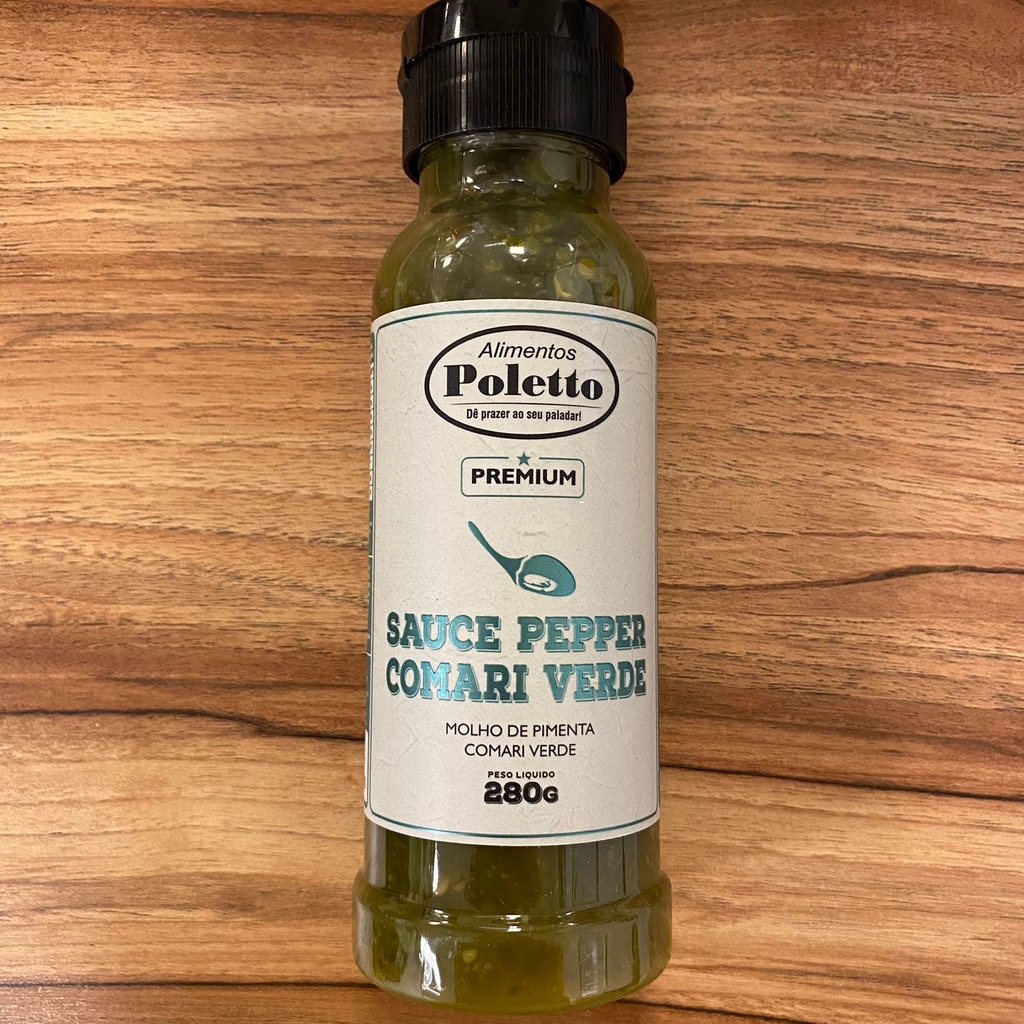 Alimentos
Poletto
Dê prazer ao seu paladar!
PREMIUM
SAUCE PEPPER
COMARI VERDE
MOLHO DE PIMENTA
COMARI VERDE
PESO LIQUIDO
280G